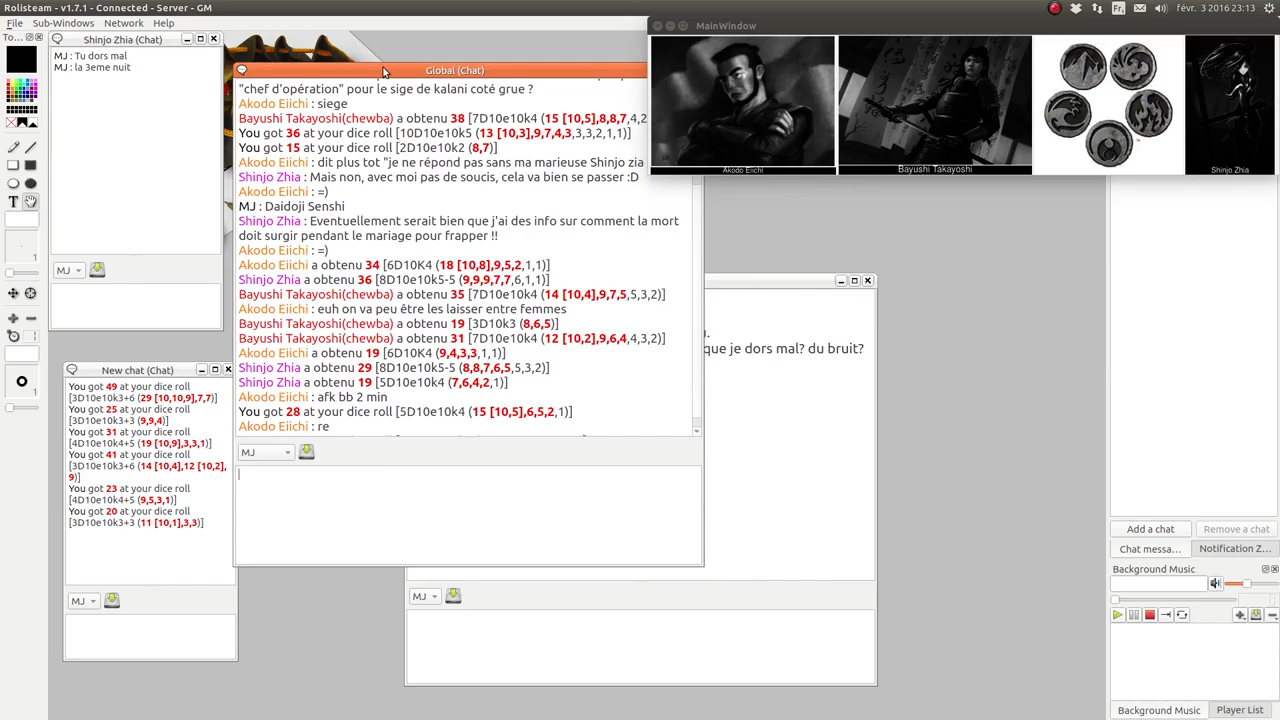 Rolisteam - v1.7.1 - Connected - Server - GM
Fr₁
févr. 3 2016 23:13
File Sub-Windows Network Help
To...
Shinjo Zhia (Chat)
MJ : Tu dors mal
MJ : la 3eme nuit
MJ
New chat (Chat)
You got 49 at your dice roll
[3D10e10k3+6 (29 [10,10,9],7,7)]
You got 25 at your dice roll
[3D10e10k3+3 (9,9,4)]
You got 31 at your dice roll
[4D10e10k4+5 (19 [10,9],3,3,1)]
You got 41 at your dice roll
[3D10e10k3+6 (14 [10,4],12 [10,2],
9)]
You got 23 at your dice roll
[4D10e10k4+5 (9,5,3,1)]
You got 20 at your dice roll
[3D10e10k3+3 (11 [10,1],3,3)]
MJ
Global (Chat)
"chef d'opération" pour le sige de kalani coté grue ?
Akodo Eiichi : siege
Bayushi Takayoshi(chewba) a obtenu 38 [7D10e10k4 (15 [10,5],8,8,7,4,2
You got 36 at your dice roll [10D10e10k5 (13 [10,3],9,7,4,3,3,3,2,1,1)]
You got 15 at your dice roll [2D10e10k2 (8,7)]
Akodo Eiichi : dit plus tot "je ne répond pas sans ma marieuse Shinjo zia
Shinjo Zhia : Mais non, avec moi pas de soucis, cela va bien se passer :D
Akodo Eiichi : =)
MJ : Daidoji Senshi
Shinjo Zhia : Eventuellement serait bien que j'ai des info sur comment la mort
doit surgir pendant le mariage pour frapper !!
Akodo Eiichi : =)
Akodo Eiichi a obtenu 34 [6D10K4 (18 [10,8],9,5,2,1,1)]
Shinjo Zhia a obtenu 36 [8D10e10k5-5 (9,9,9,7,7,6,1,1)]
Bayushi Takayoshi(chewba) a obtenu 35 [7D10e10k4 (14 [10,4],9,7,5,5,3,2)]
Akodo Eiichi : euh on va peu être les laisser entre femmes
Bayushi Takayoshi(chewba) a obtenu 19 [3D10k3 (8,6,5)]
Bayushi Takayoshi(chewba) a obtenu 31 [7D10e10k4 (12 [10,2],9,6,4,4,3,2)]
Akodo Eiichi a obtenu 19 [6D10K4 (9,4,3,3,1,1)]
Shinjo Zhia a obtenu 29 [8D10e10k5-5 (8,8,7,6,5,5,3,2)]
Shinjo Zhia a obtenu 19 [5D10e10k4 (7,6,4,2,1)]
Akodo Eiichi : afk bb 2 min
You got 28 at your dice roll [5D10e10k4 (15 [10,5],6,5,2,1)]
Akodo Eiichi : re
MJ
u.
que je dors mal? du bruit?
MJ
MainWindow
Akodo Eiichi
Bayushi Takayoshi
Shinjo Zhia
Add a chat
Remove a chat
Chat messa...
Notification Z...
Background Music
Background Music
Player List